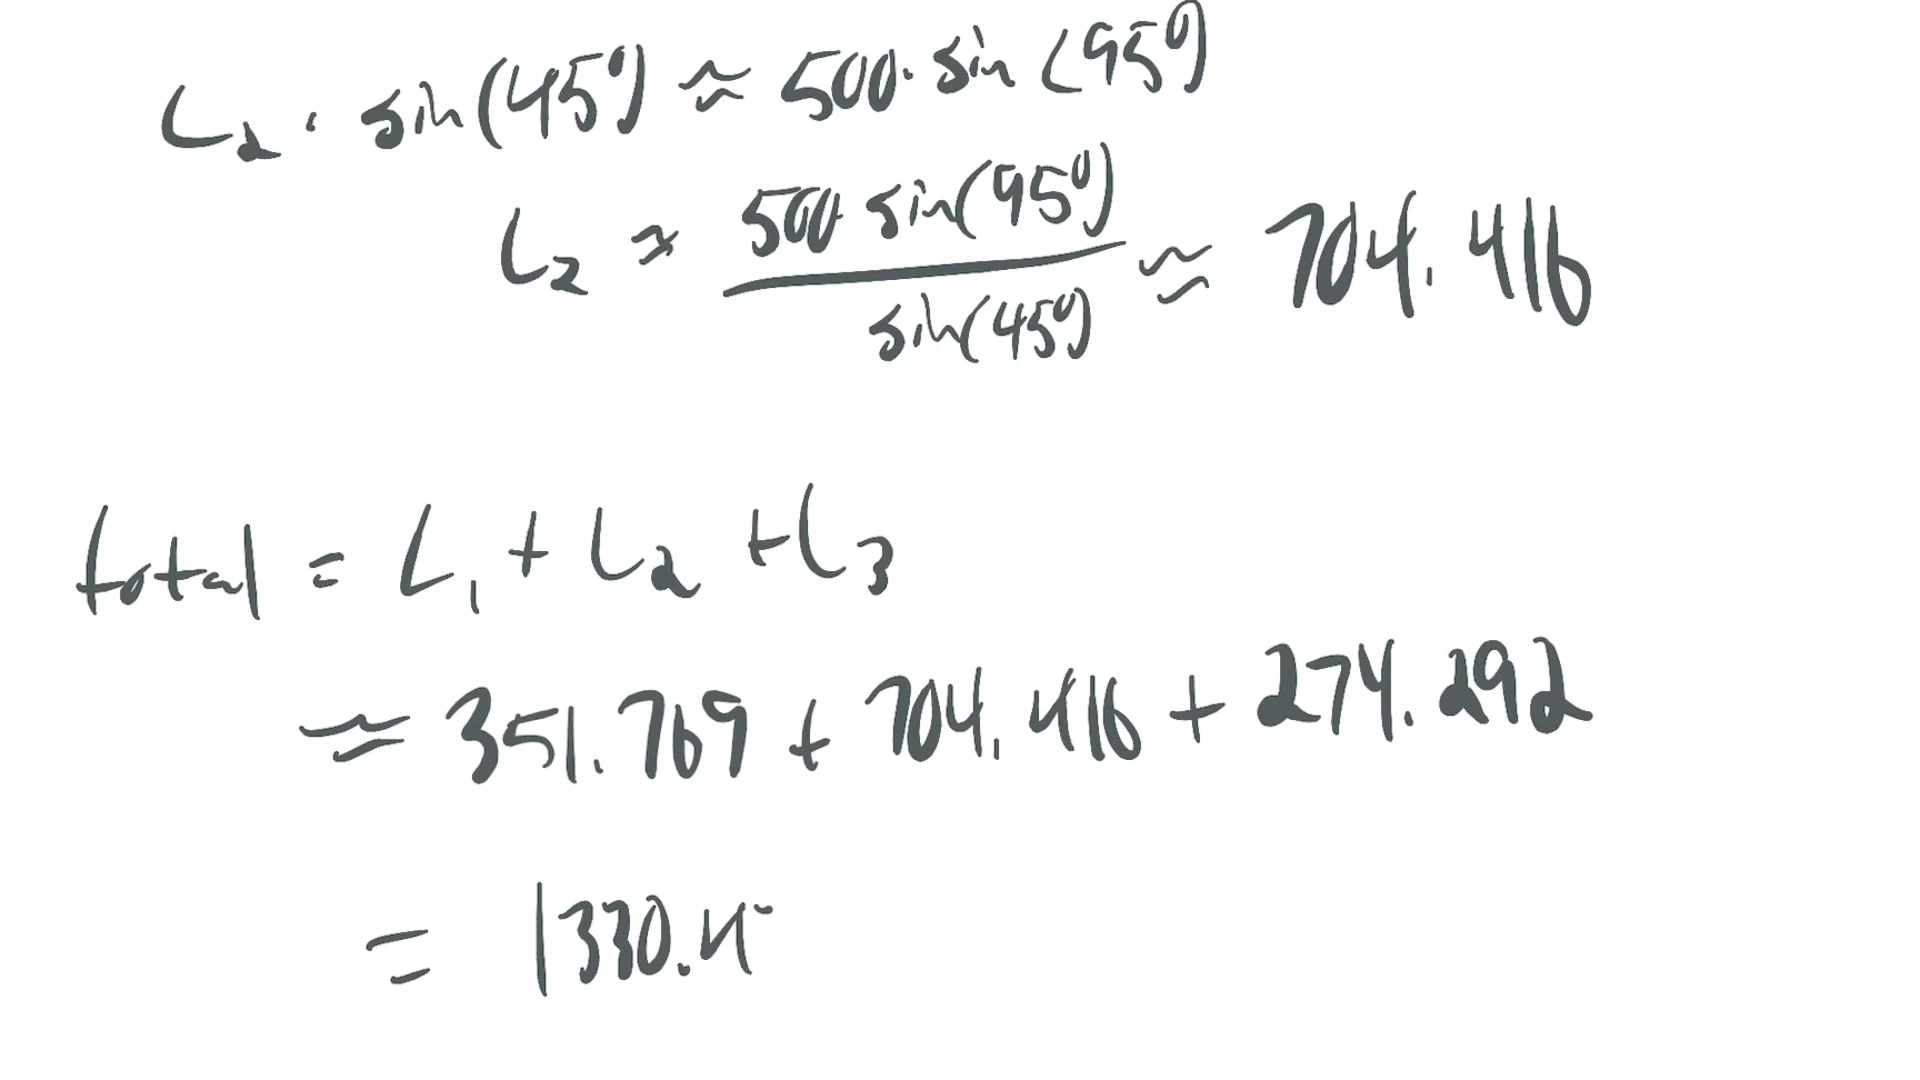 L₂ · sin(45°) ≈ 500 · sin(95°)
L₂ ≈ 500 sin(95°) / sin(45°) ≈ 704.416
total = L₁ + L₂ + L₃
≈ 351.769 + 704.416 + 274.292
= 1330.4